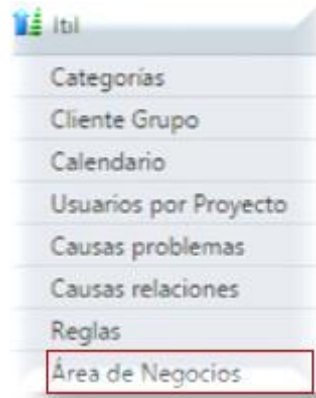 Itil
Categorías
Cliente Grupo
Calendario
Usuarios por Proyecto
Causas problemas
Causas relaciones
Reglas
Área de Negocios